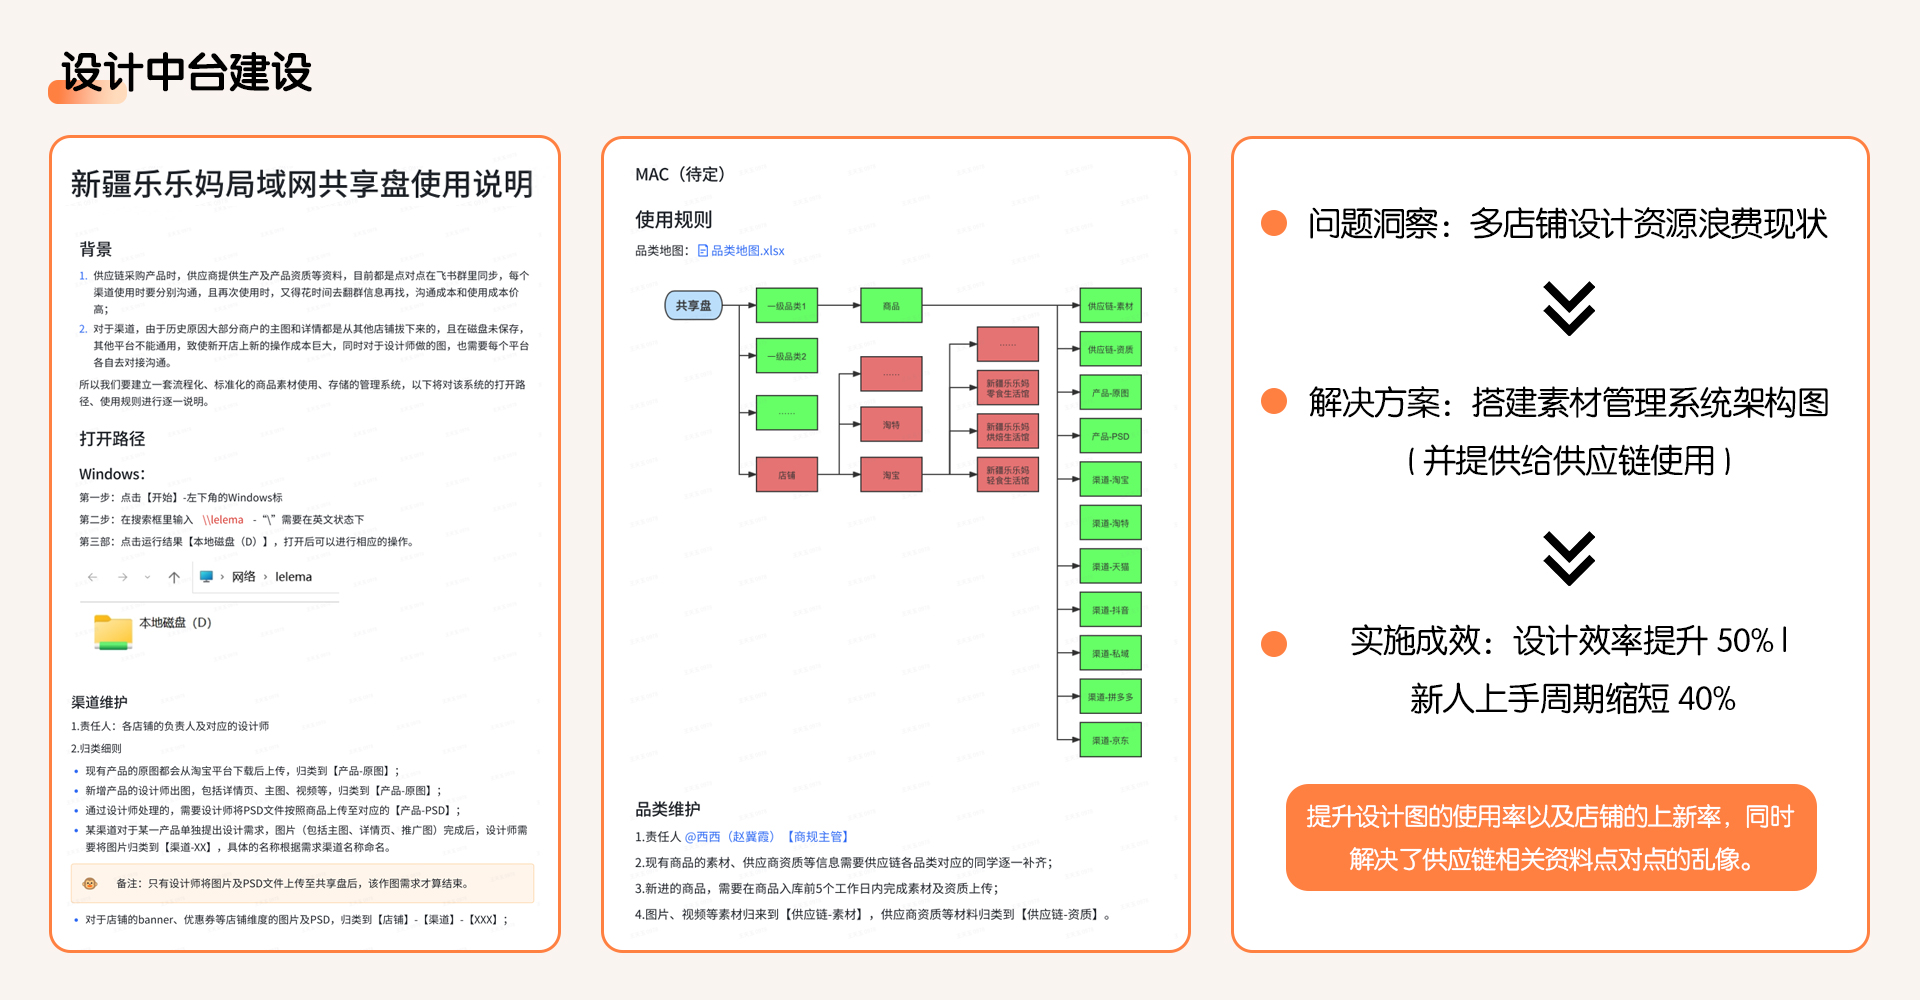 设计中台建设
新疆乐乐妈局域网共享盘使用说明
背景
1. 供应链采购产品时，供应商提供生产及产品资质等资料，目前都是点对点在飞书群里同步，每个
渠道使用时要分别沟通，且再次使用时，又得花时间去翻群信息再找，沟通成本和使用成本价
高；
2. 对于渠道，由于历史原因大部分商户的主图和详情都是从其他店铺拔下来的，且在磁盘未保存，
其他平台不能通用，致使新开店上新的操作成本巨大，同时对于设计师做的图，也需要每个平台
各自去对接沟通。
所以我们要建立一套流程化、标准化的商品素材使用、存储的管理系统，以下将对该系统的打开路
径、使用规则进行逐一说明。
打开路径
Windows：
第一步：点击【开始】-左下角的Windows标
第二步：在搜索框里输入 \\lelema - “\” 需要在英文状态下
第三部：点击运行结果【本地磁盘（D）】，打开后可以进行相应的操作。
网络 › lelema
本地磁盘（D）
渠道维护
1.责任人：各店铺的负责人及对应的设计师
2.归类细则
• 现有产品的原图都会从淘宝平台下载后上传，归类到【产品-原图】；
• 新增产品的设计师出图，包括详情页、主图、视频等，归类到【产品-原图】；
• 通过设计师处理的，需要设计师将PSD文件按照商品上传至对应的【产品-PSD】；
• 某渠道对于某一产品单独提出设计需求，图片（包括主图、详情页、推广图）完成后，设计师需
要将图片归类到【渠道-XX】，具体的名称根据需求渠道名称命名。
备注：只有设计师将图片及PSD文件上传至共享盘后，该作图需求才算结束。
• 对于店铺的banner、优惠券等店铺维度的图片及PSD，归类到【店铺】-【渠道】-【XXX】；
MAC（待定）
使用规则
品类地图： 品类地图.xlsx
共享盘
一级品类1
一级品类2
……
店铺
商品
……
淘特
淘宝
……
新疆乐乐妈
零食生活馆
新疆乐乐妈
烘焙生活馆
新疆乐乐妈
轻食生活馆
供应链-素材
供应链-资质
产品-原图
产品-PSD
渠道-淘宝
渠道-淘特
渠道-天猫
渠道-抖音
渠道-私域
渠道-拼多多
渠道-京东
品类维护
1.责任人 @西西（赵冀霞）【商规主管】
2.现有商品的素材、供应商资质等信息需要供应链各品类对应的同学逐一补齐；
3.新进的商品，需要在商品入库前5个工作日内完成素材及资质上传；
4.图片、视频等素材归来到【供应链-素材】，供应商资质等材料归类到【供应链-资质】。
问题洞察：多店铺设计资源浪费现状
解决方案：搭建素材管理系统架构图
（并提供给供应链使用）
实施成效：设计效率提升 50% |
新人上手周期缩短 40%
提升设计图的使用率以及店铺的上新率，同时
解决了供应链相关资料点对点的乱像。